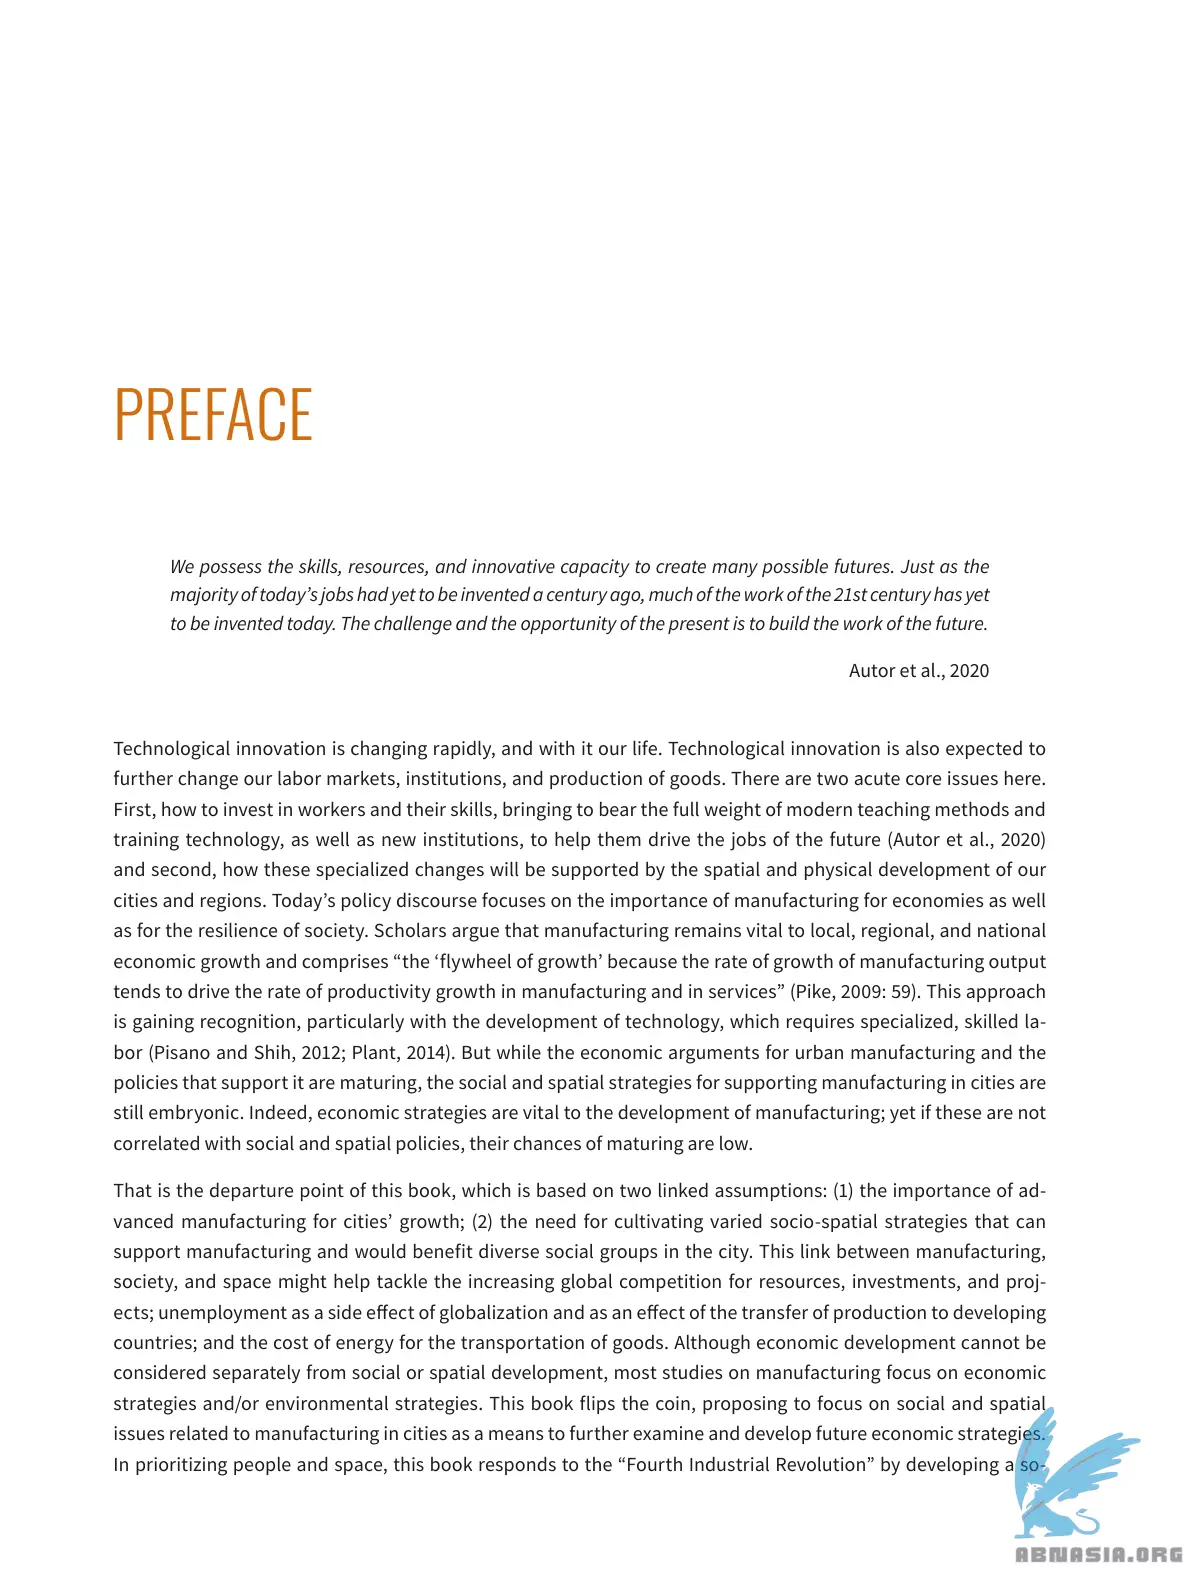 PREFACE
We possess the skills, resources, and innovative capacity to create many possible futures. Just as the
majority of today’s jobs had yet to be invented a century ago, much of the work of the 21st century has yet
to be invented today. The challenge and the opportunity of the present is to build the work of the future.
Autor et al., 2020
Technological innovation is changing rapidly, and with it our life. Technological innovation is also expected to
further change our labor markets, institutions, and production of goods. There are two acute core issues here.
First, how to invest in workers and their skills, bringing to bear the full weight of modern teaching methods and
training technology, as well as new institutions, to help them drive the jobs of the future (Autor et al., 2020)
and second, how these specialized changes will be supported by the spatial and physical development of our
cities and regions. Today’s policy discourse focuses on the importance of manufacturing for economies as well
as for the resilience of society. Scholars argue that manufacturing remains vital to local, regional, and national
economic growth and comprises “the ‘flywheel of growth’ because the rate of growth of manufacturing output
tends to drive the rate of productivity growth in manufacturing and in services” (Pike, 2009: 59). This approach
is gaining recognition, particularly with the development of technology, which requires specialized, skilled la-
bor (Pisano and Shih, 2012; Plant, 2014). But while the economic arguments for urban manufacturing and the
policies that support it are maturing, the social and spatial strategies for supporting manufacturing in cities are
still embryonic. Indeed, economic strategies are vital to the development of manufacturing; yet if these are not
correlated with social and spatial policies, their chances of maturing are low.
That is the departure point of this book, which is based on two linked assumptions: (1) the importance of ad-
vanced manufacturing for cities’ growth; (2) the need for cultivating varied socio-spatial strategies that can
support manufacturing and would benefit diverse social groups in the city. This link between manufacturing,
society, and space might help tackle the increasing global competition for resources, investments, and proj-
ects; unemployment as a side effect of globalization and as an effect of the transfer of production to developing
countries; and the cost of energy for the transportation of goods. Although economic development cannot be
considered separately from social or spatial development, most studies on manufacturing focus on economic
strategies and/or environmental strategies. This book flips the coin, proposing to focus on social and spatial
issues related to manufacturing in cities as a means to further examine and develop future economic strategies.
In prioritizing people and space, this book responds to the “Fourth Industrial Revolution” by developing a so-
ABNASIA.ORG